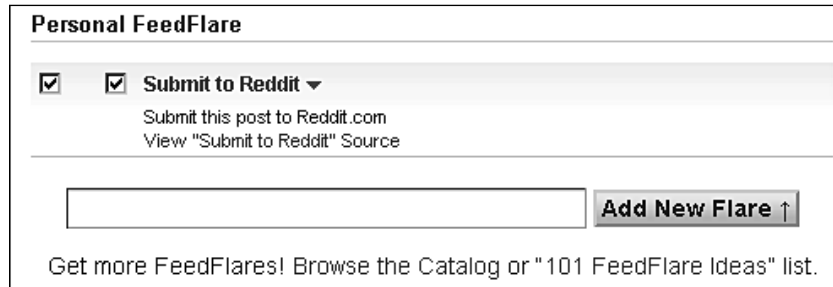 Personal FeedFlare
Submit to Reddit
Submit this post to Reddit.com
View "Submit to Reddit" Source
Add New Flare ↑
Get more FeedFlares! Browse the Catalog or "101 FeedFlare Ideas" list.